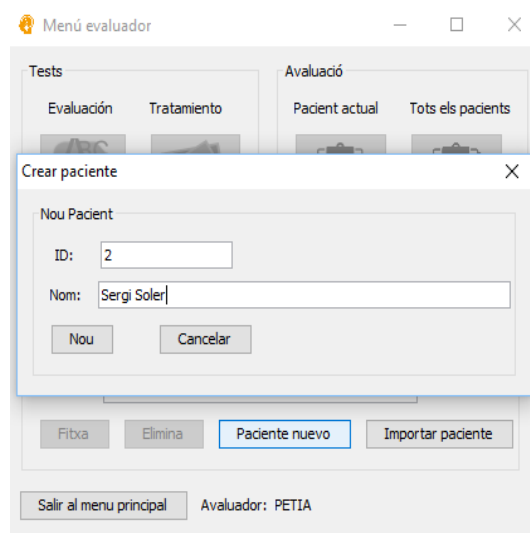 Menú evaluador
Tests
Avaluació
Evaluación Tratamiento Pacient actual Tots els pacients
Crear paciente
Nou Pacient
ID: 2
Nom: Sergi Soler
Nou Cancelar
Fitxa Elimina Paciente nuevo Importar paciente
Salir al menu principal Avaluador: PETIA